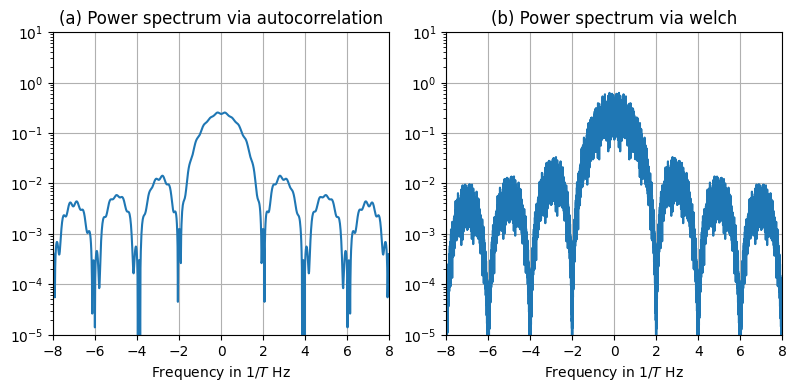 (a) Power spectrum via autocorrelation
10¹
10⁰
10⁻¹
10⁻²
10⁻³
10⁻⁴
10⁻⁵
−8 −6 −4 −2 0 2 4 6 8
Frequency in 1/T Hz
(b) Power spectrum via welch
10¹
10⁰
10⁻¹
10⁻²
10⁻³
10⁻⁴
10⁻⁵
−8 −6 −4 −2 0 2 4 6 8
Frequency in 1/T Hz